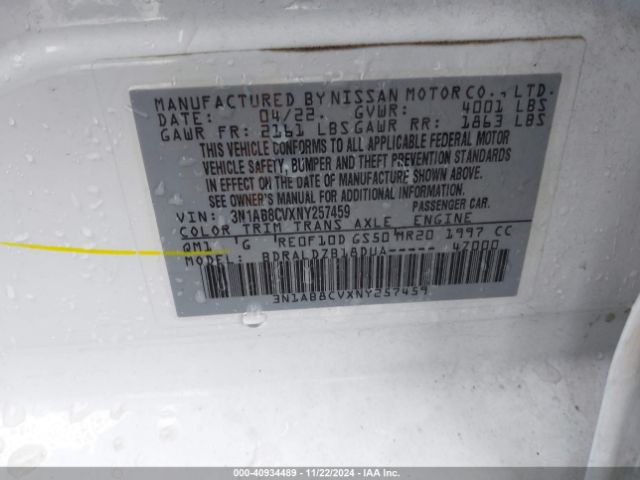 MANUFACTURED BY NISSAN MOTOR CO., LTD.
DATE: 04/22. GVWR: 4001 LBS
GAWR FR: 2161 LBS GAWR RR: 1863 LBS
THIS VEHICLE CONFORMS TO ALL APPLICABLE FEDERAL MOTOR
VEHICLE SAFETY, BUMPER AND THEFT PREVENTION STANDARDS
IN EFFECT ON THE DATE OF MANUFACTURE SHOWN ABOVE.
SEE OWNER'S MANUAL FOR ADDITIONAL INFORMATION.
VIN: 3N1AB8CVXNY257459 PASSENGER CAR.
COLOR TRIM TRANS AXLE ENGINE
QM1 G RE0F10D GS50 MR20 1997 CC
MODEL: BDRALDZB18DUA----- 42000
3N1AB8CVXNY257459
© 10-40934489 - 11/22/2024 - IAA Inc.